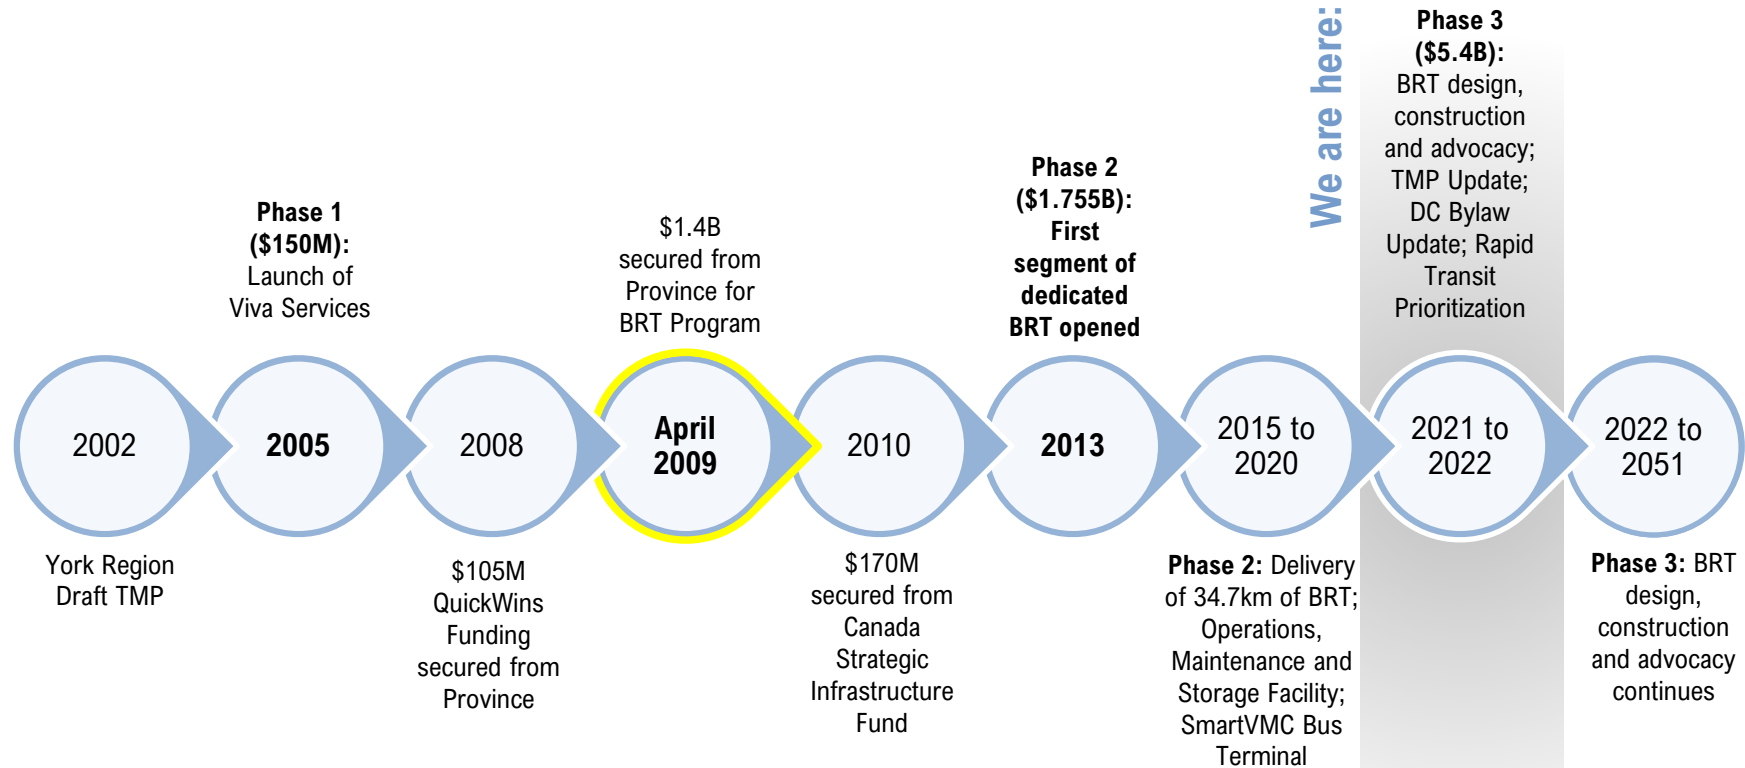 We are here:
Phase 3
($5.4B):
BRT design,
construction
and advocacy;
TMP Update;
DC Bylaw
Update; Rapid
Transit
Prioritization
Phase 2
($1.755B):
First
segment of
dedicated
BRT opened
Phase 1
($150M):
Launch of
Viva Services
$1.4B
secured from
Province for
BRT Program
2002
2005
2008
April
2009
2010
2013
2015 to
2020
2021 to
2022
2022 to
2051
York Region
Draft TMP
$105M
QuickWins
Funding
secured from
Province
$170M
secured from
Canada
Strategic
Infrastructure
Fund
Phase 2: Delivery
of 34.7km of BRT;
Operations,
Maintenance and
Storage Facility;
SmartVMC Bus
Terminal
Phase 3: BRT
design,
construction
and advocacy
continues